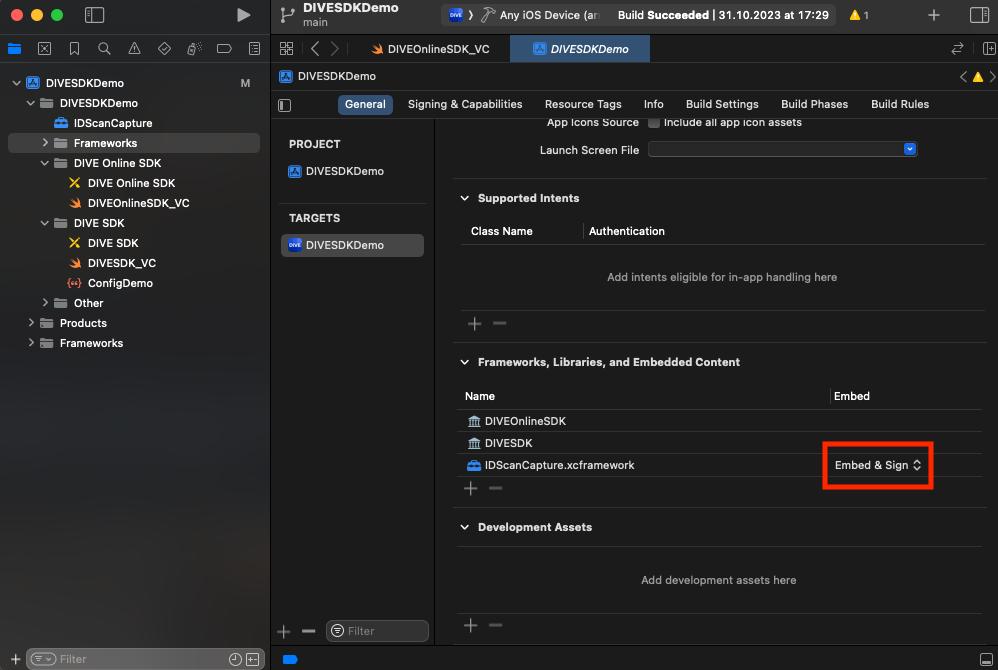 DIVESDKDemo
main
DIVE
Any iOS Device (ar
Build Succeeded | 31.10.2023 at 17:29
1
DIVEOnlineSDK_VC
DIVESDKDemo
DIVESDKDemo
General
Signing & Capabilities
Resource Tags
Info
Build Settings
Build Phases
Build Rules
DIVESDKDemo
M
DIVESDKDemo
IDScanCapture
Frameworks
DIVE Online SDK
DIVE Online SDK
DIVEOnlineSDK_VC
DIVE SDK
DIVE SDK
DIVESDK_VC
ConfigDemo
Other
Products
Frameworks
Filter
PROJECT
DIVESDKDemo
TARGETS
DIVE
DIVESDKDemo
Filter
App Icons Source
Include all app icon assets
Launch Screen File
Supported Intents
Class Name
Authentication
Add intents eligible for in-app handling here
Frameworks, Libraries, and Embedded Content
Name
Embed
DIVEOnlineSDK
DIVESDK
IDScanCapture.xcframework
Embed & Sign
Development Assets
Add development assets here